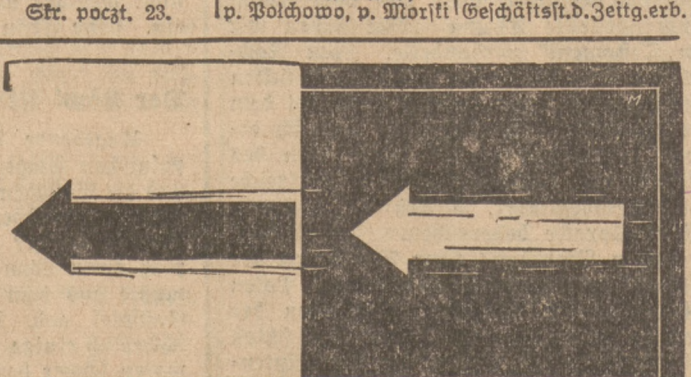 Skr. poczt. 23.
p. Połchowo, p. Morski
Geschäftsst.d.Zeitg.erb.
M